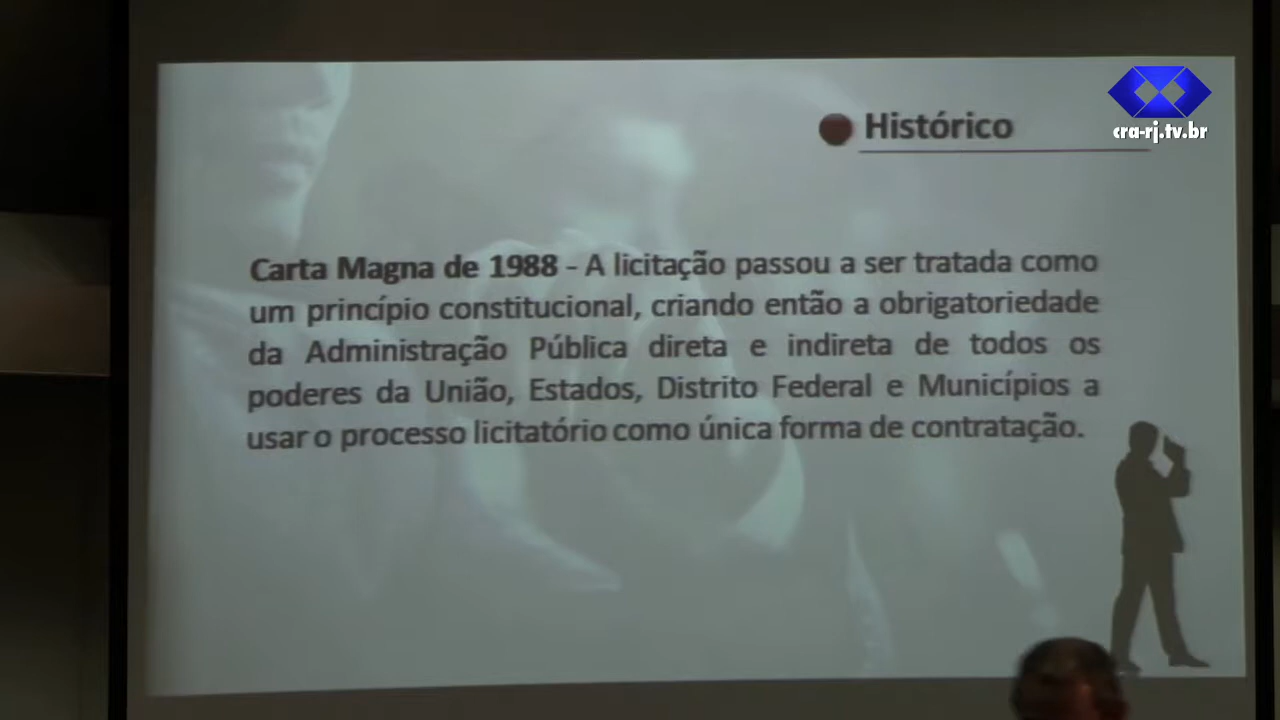 cra-rj.tv.br
Histórico
Carta Magna de 1988 - A licitação passou a ser tratada como
um princípio constitucional, criando então a obrigatoriedade
da Administração Pública direta e indireta de todos os
poderes da União, Estados, Distrito Federal e Municípios a
usar o processo licitatório como única forma de contratação.